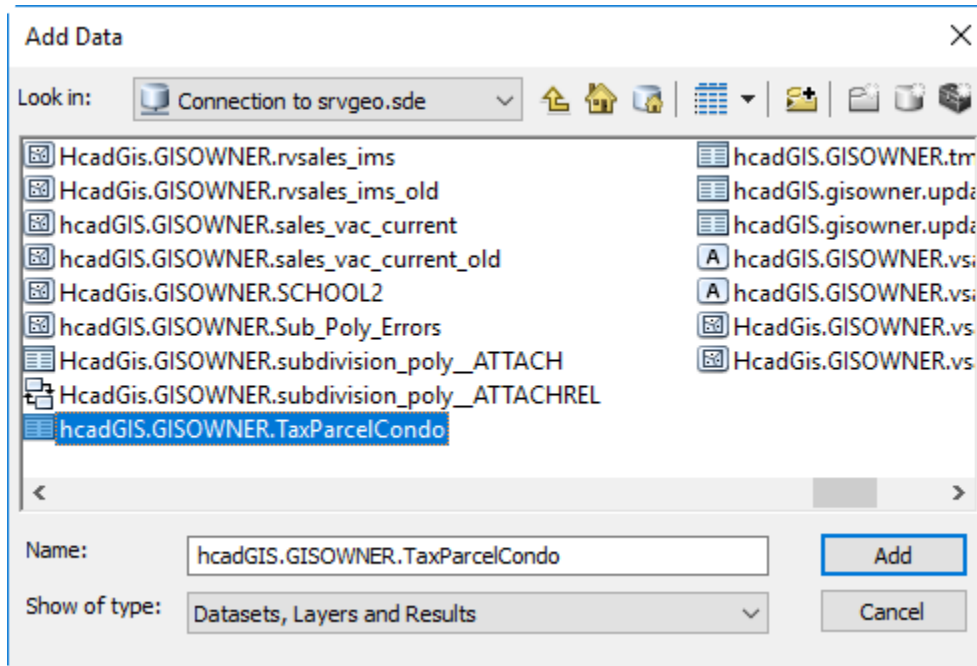 Add Data
Look in: Connection to srvgeo.sde
HcadGis.GISOWNER.rvsales_ims
HcadGis.GISOWNER.rvsales_ims_old
hcadGIS.GISOWNER.sales_vac_current
hcadGIS.GISOWNER.sales_vac_current_old
HcadGis.GISOWNER.SCHOOL2
hcadGis.GISOWNER.Sub_Poly_Errors
HcadGis.GISOWNER.subdivision_poly__ATTACH
HcadGis.GISOWNER.subdivision_poly__ATTACHREL
hcadGIS.GISOWNER.TaxParcelCondo
hcadGIS.GISOWNER.tm
hcadGIS.gisowner.upda
hcadGIS.gisowner.upda
A hcadGIS.GISOWNER.vsa
A hcadGIS.GISOWNER.vsa
HcadGis.GISOWNER.vs
HcadGis.GISOWNER.vs
Name: hcadGIS.GISOWNER.TaxParcelCondo Add
Show of type: Datasets, Layers and Results Cancel